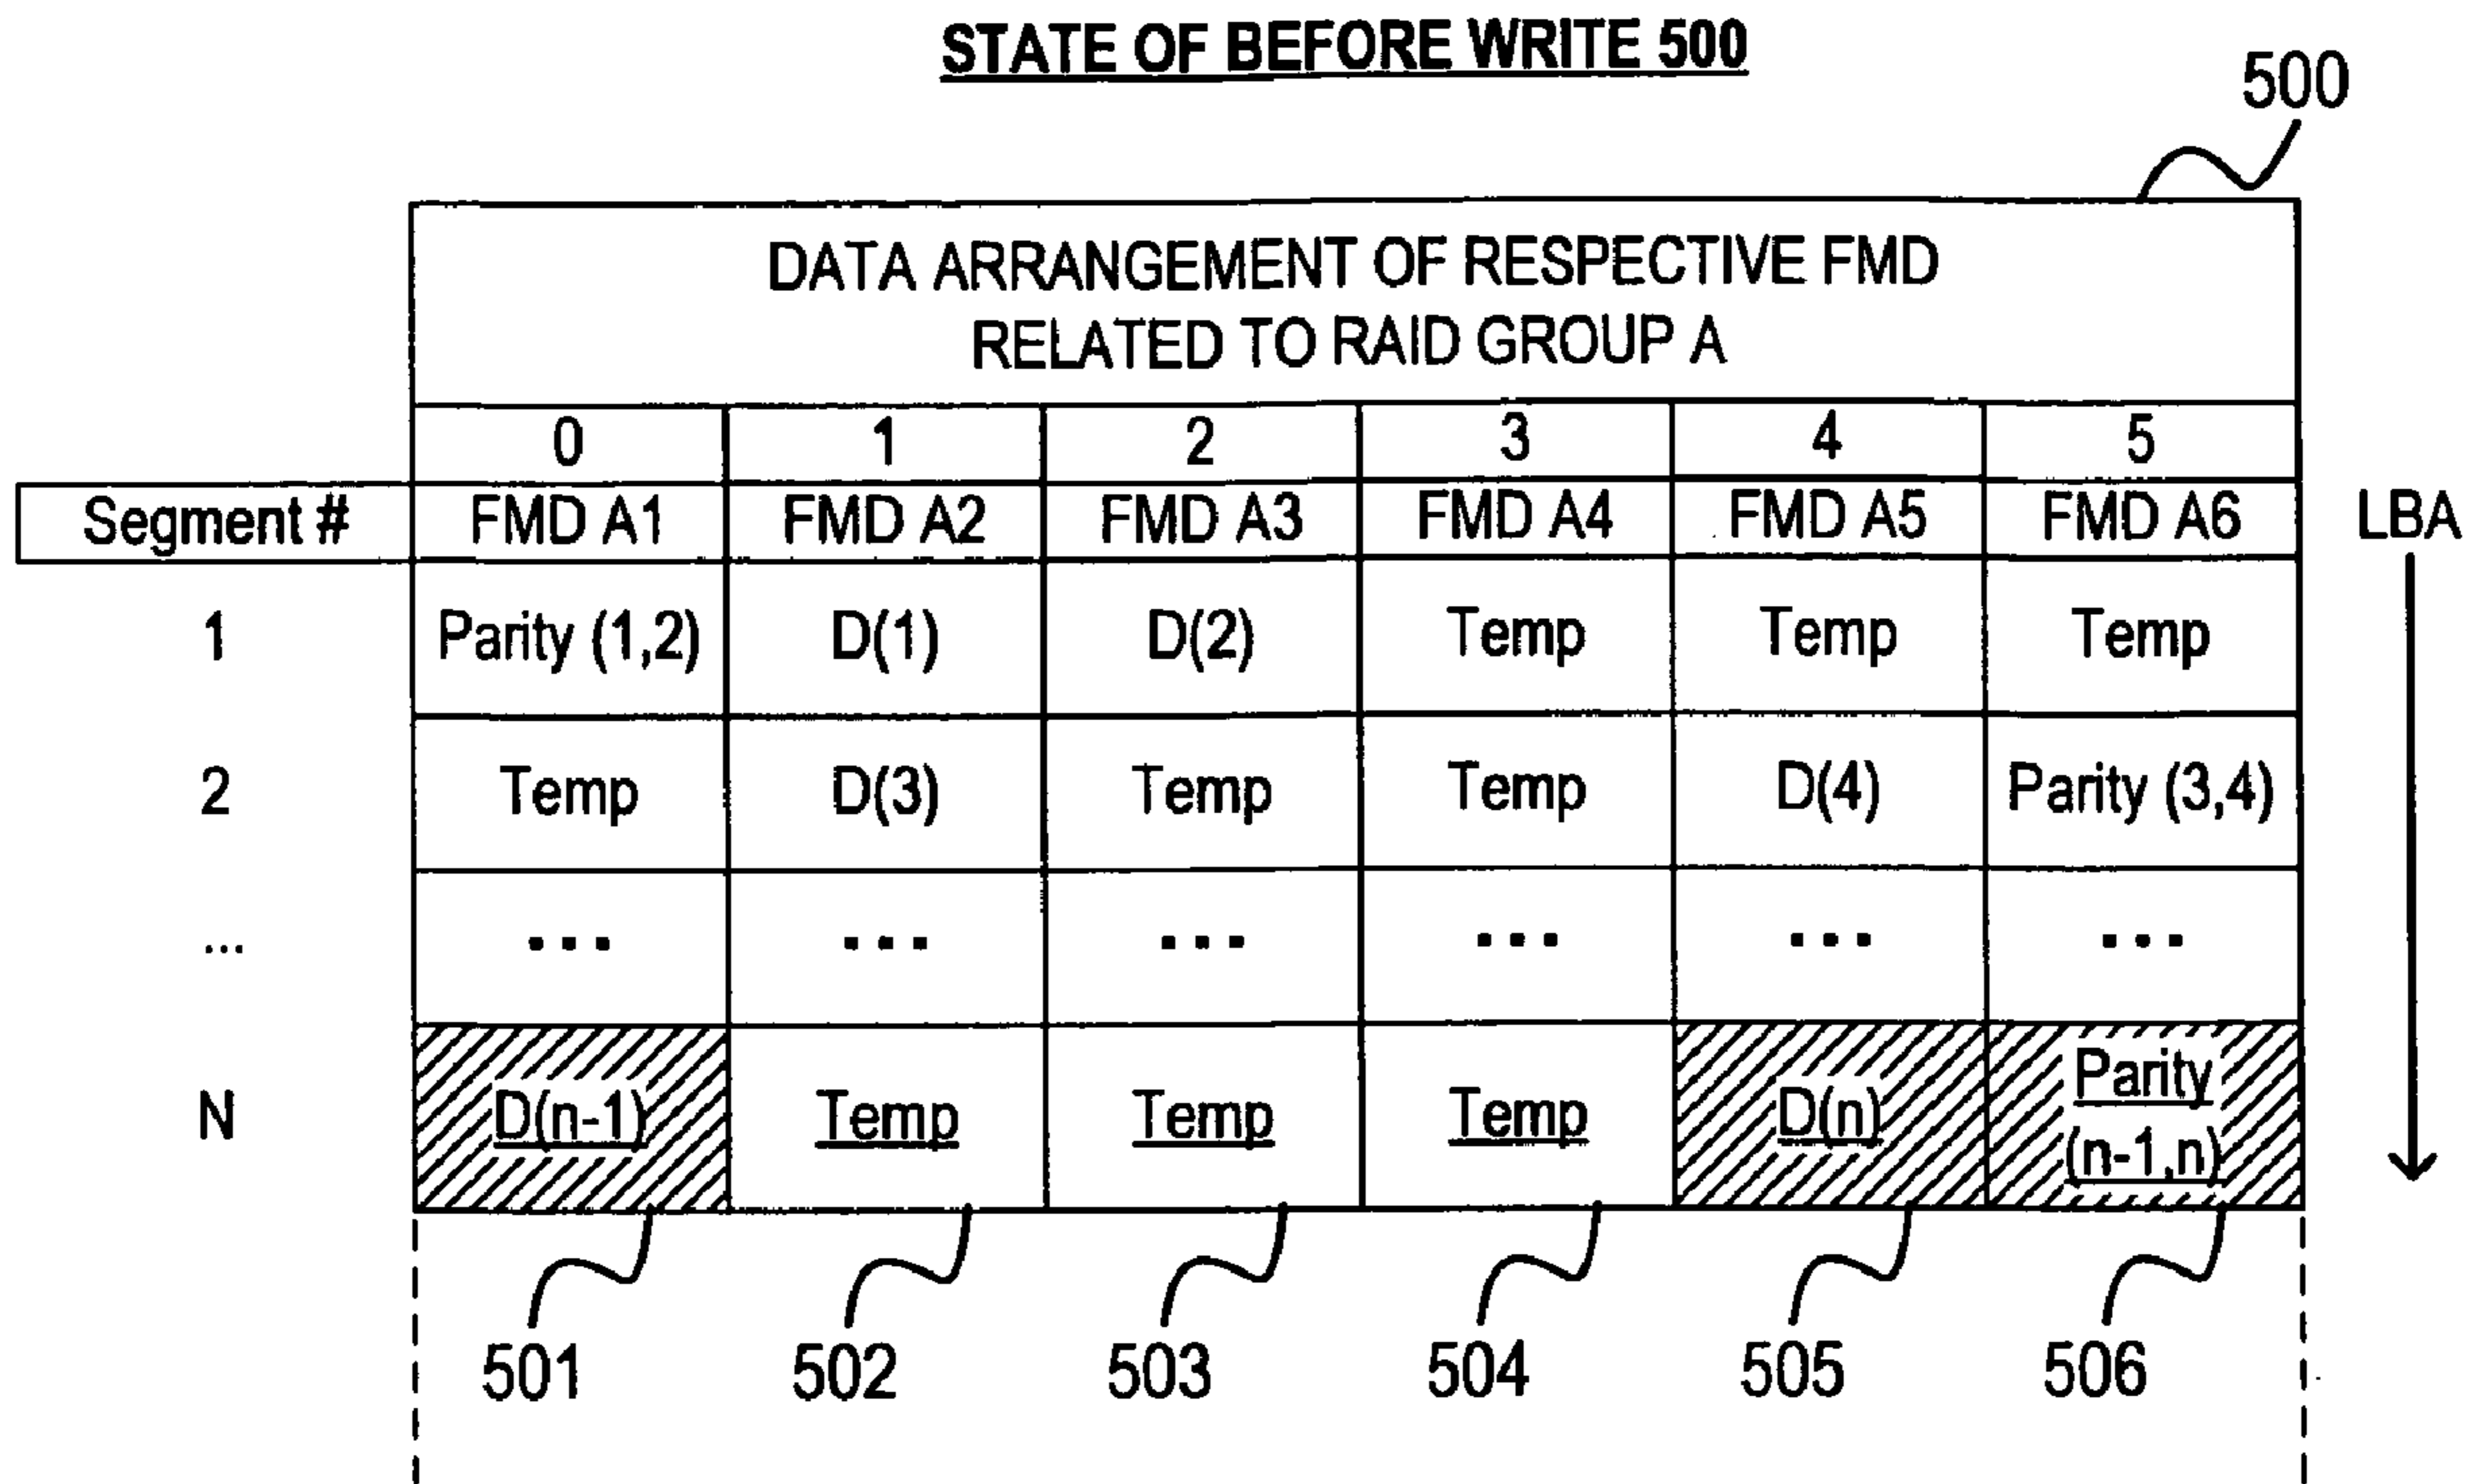 STATE OF BEFORE WRITE 500
500
DATA ARRANGEMENT OF RESPECTIVE FMD
RELATED TO RAID GROUP A
0 1 2 3 4 5
Segment # FMD A1 FMD A2 FMD A3 FMD A4 FMD A5 FMD A6 LBA
1 Parity (1,2) D(1) D(2) Temp Temp Temp
2 Temp D(3) Temp Temp D(4) Parity (3,4)
... ... ... ... ... ... ...
N D(n-1) Temp Temp Temp D(n) Parity
(n-1,n)
501 502 503 504 505 506